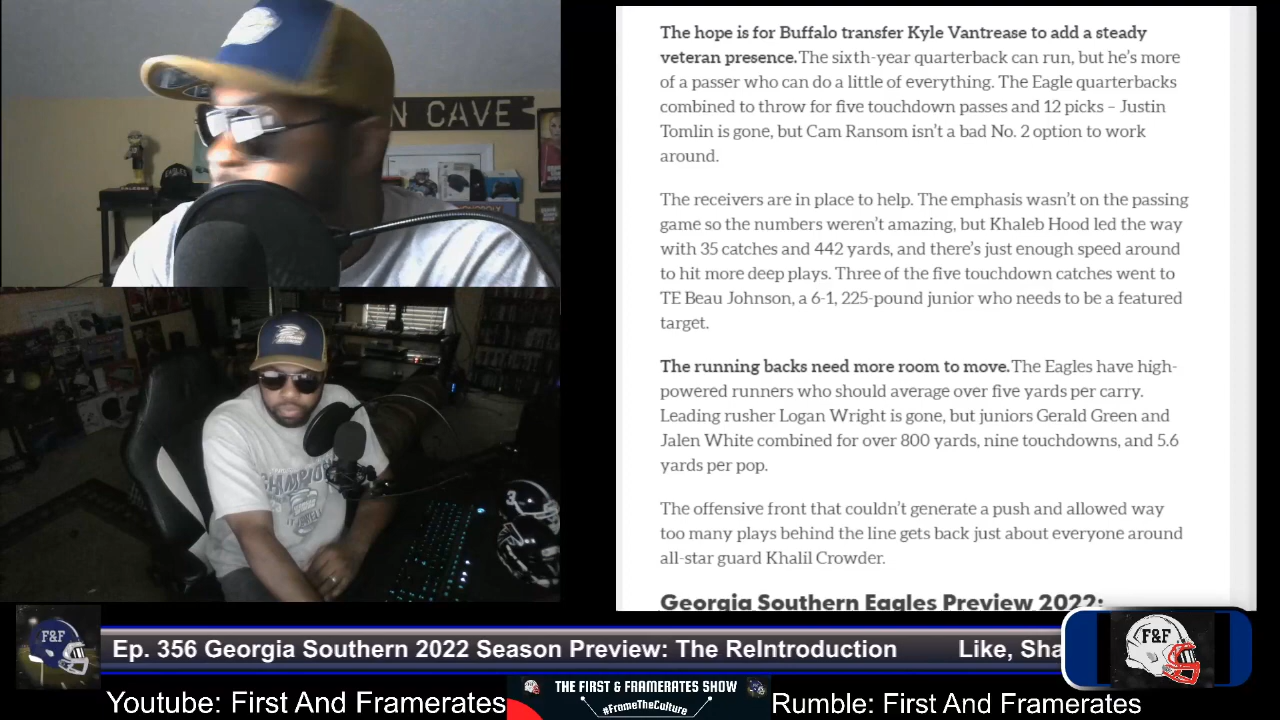 N CAVE
EAGLES
CHAMPIONS
3
The hope is for Buffalo transfer Kyle Vantrease to add a steady
veteran presence.The sixth-year quarterback can run, but he's more
of a passer who can do a little of everything. The Eagle quarterbacks
combined to throw for five touchdown passes and 12 picks – Justin
Tomlin is gone, but Cam Ransom isn't a bad No. 2 option to work
around.
The receivers are in place to help. The emphasis wasn't on the passing
game so the numbers weren't amazing, but Khaleb Hood led the way
with 35 catches and 442 yards, and there's just enough speed around
to hit more deep plays. Three of the five touchdown catches went to
TE Beau Johnson, a 6-1, 225-pound junior who needs to be a featured
target.
The running backs need more room to move.The Eagles have high-
powered runners who should average over five yards per carry.
Leading rusher Logan Wright is gone, but juniors Gerald Green and
Jalen White combined for over 800 yards, nine touchdowns, and 5.6
yards per pop.
The offensive front that couldn't generate a push and allowed way
too many plays behind the line gets back just about everyone around
all-star guard Khalil Crowder.
Georgia Southern Eagles Preview 2022:
F&F
Ep. 356 Georgia Southern 2022 Season Preview: The ReIntroduction Like, Sha
F&F
Youtube: First And Framerates
THE FIRST & FRAMERATES SHOW
#FrameTheCulture
Rumble: First And Framerates